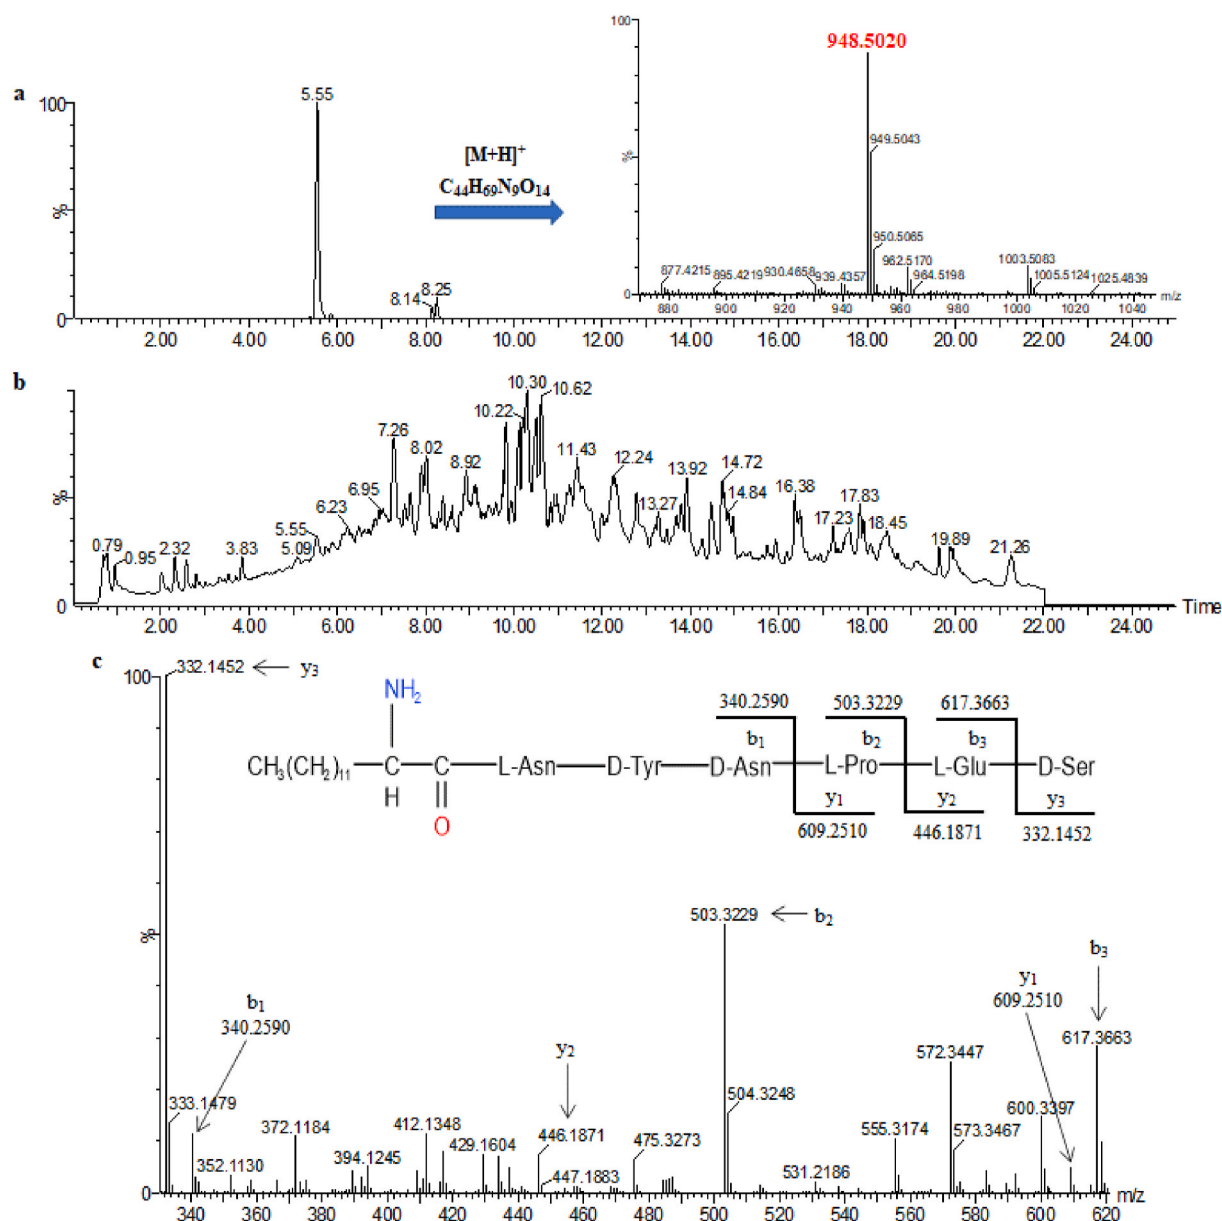 a
100
%
0
5.55
8.14
8.25
2.00 4.00 6.00 8.00 10.00 12.00 14.00 16.00 18.00 20.00 22.00 24.00
[M+H]+
C44H69N9O14
100
%
0
948.5020
949.5043
950.5065
877.4215
895.4219
930.4658
939.4357
962.5170
964.5198
1003.5083
1005.5124
1025.4839
m/z
880 900 920 940 960 980 1000 1020 1040
b
%
0
0.79
0.95
2.32
3.83
5.09
5.55
6.23
6.95
7.26
8.02
8.92
10.22
10.30
10.62
11.43
12.24
13.27
13.92
14.72
14.84
16.38
17.23
17.83
18.45
19.89
21.26
Time
2.00 4.00 6.00 8.00 10.00 12.00 14.00 16.00 18.00 20.00 22.00 24.00
c
100
%
0
332.1452 y3
NH2
CH3(CH2)11 C C L-Asn D-Tyr D-Asn L-Pro L-Glu D-Ser
H
O
340.2590 503.3229 617.3663
b1 b2 b3
y1 y2 y3
609.2510 446.1871 332.1452
503.3229 b2
b3
617.3663
y1
609.2510
b1
340.2590
y2
446.1871
333.1479
352.1130
372.1184
394.1245
412.1348
429.1604
447.1883
475.3273
504.3248
531.2186
555.3174
572.3447
573.3467
600.3397
m/z
340 360 380 400 420 440 460 480 500 520 540 560 580 600 620